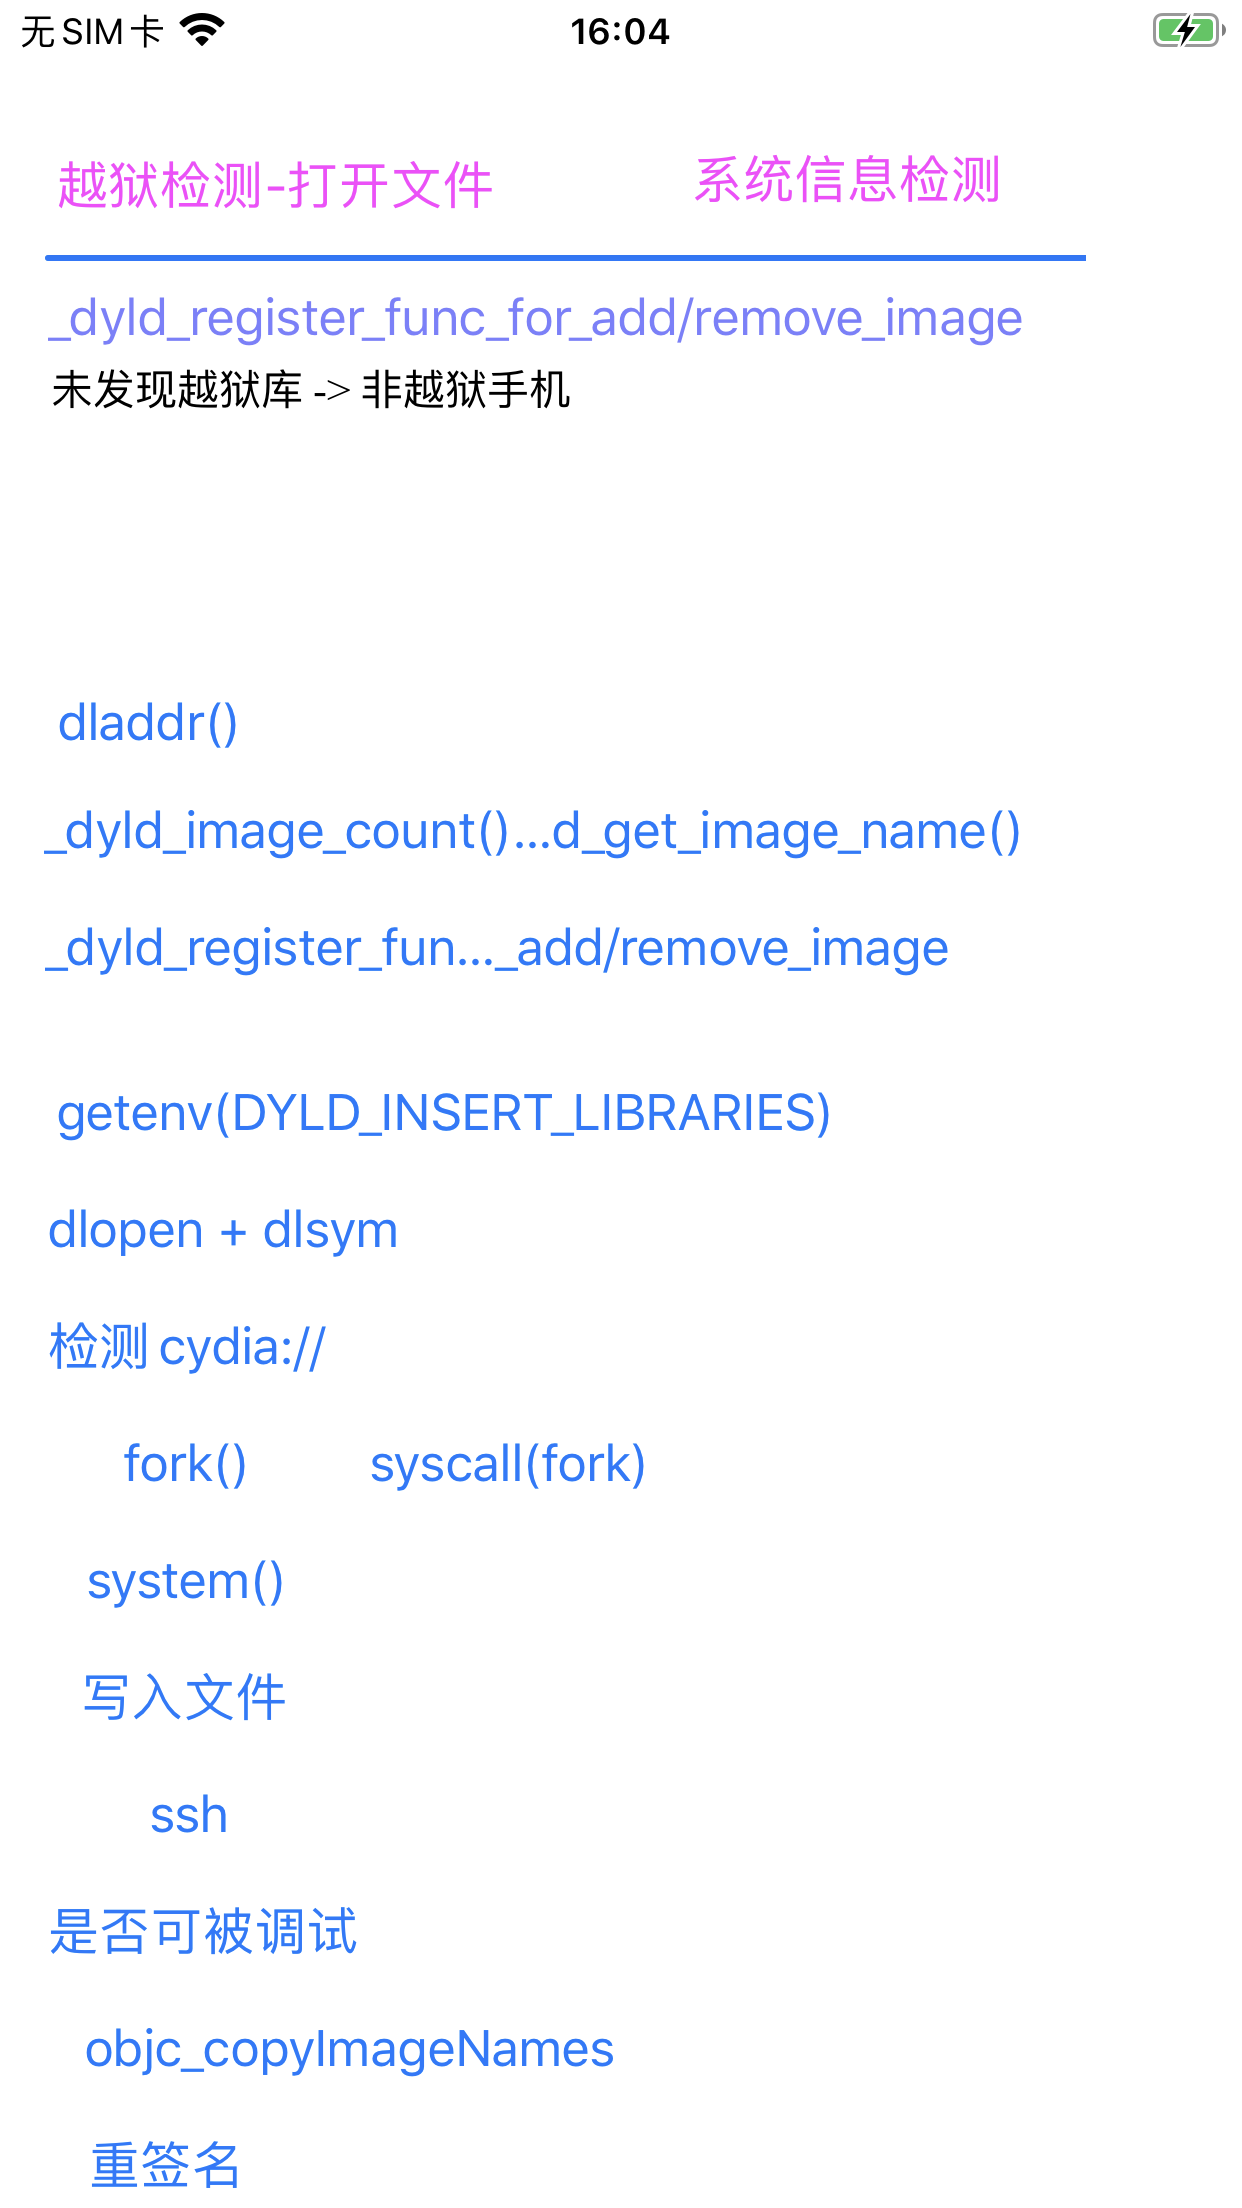 无 SIM 卡 16:04
越狱检测-打开文件 系统信息检测
_dyld_register_func_for_add/remove_image
未发现越狱库 -> 非越狱手机
dladdr()
_dyld_image_count()...d_get_image_name()
_dyld_register_fun..._add/remove_image
getenv(DYLD_INSERT_LIBRARIES)
dlopen + dlsym
检测 cydia://
fork() syscall(fork)
system()
写入文件
ssh
是否可被调试
objc_copyImageNames
重签名